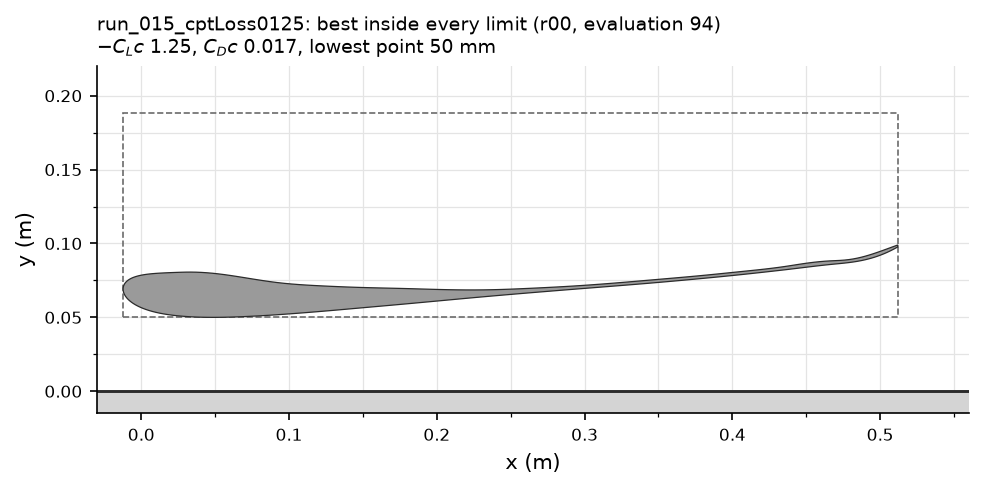 run_015_cptLoss0125: best inside every limit (r00, evaluation 94)
−C_Lc 1.25, C_Dc 0.017, lowest point 50 mm
0.20
0.15
0.10
0.05
0.00
y (m)
0.0 0.1 0.2 0.3 0.4 0.5
x (m)